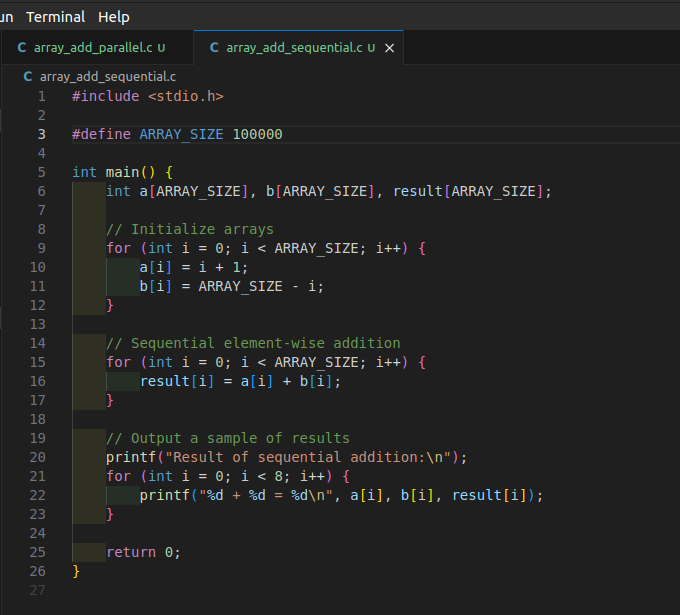 un Terminal Help
C array_add_parallel.c U C array_add_sequential.c U ×
C array_add_sequential.c
1 #include <stdio.h>
2
3 #define ARRAY_SIZE 100000
4
5 int main() {
6     int a[ARRAY_SIZE], b[ARRAY_SIZE], result[ARRAY_SIZE];
7
8     // Initialize arrays
9     for (int i = 0; i < ARRAY_SIZE; i++) {
10         a[i] = i + 1;
11         b[i] = ARRAY_SIZE - i;
12     }
13
14     // Sequential element-wise addition
15     for (int i = 0; i < ARRAY_SIZE; i++) {
16         result[i] = a[i] + b[i];
17     }
18
19     // Output a sample of results
20     printf("Result of sequential addition:\n");
21     for (int i = 0; i < 8; i++) {
22         printf("%d + %d = %d\n", a[i], b[i], result[i]);
23     }
24
25     return 0;
26 }
27